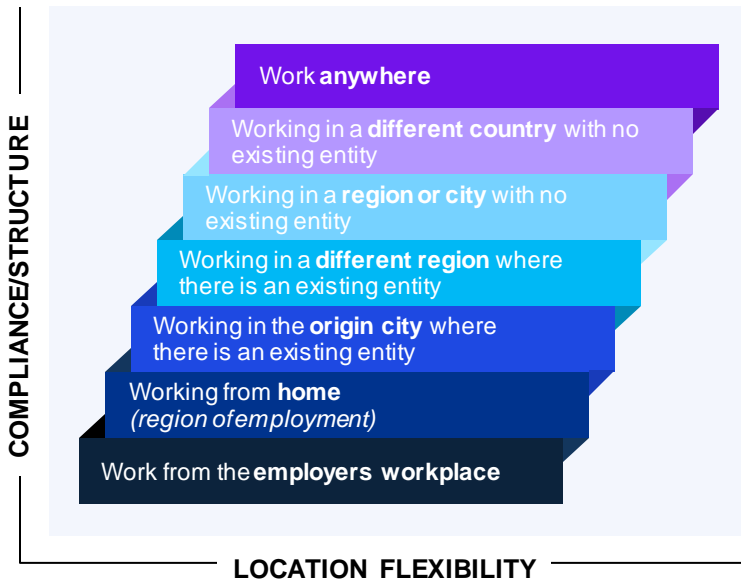 COMPLIANCE/STRUCTURE
Work anywhere
Working in a different country with no
existing entity
Working in a region or city with no
existing entity
Working in a different region where
there is an existing entity
Working in the origin city where
there is an existing entity
Working from home
(region of employment)
Work from the employers workplace
LOCATION FLEXIBILITY